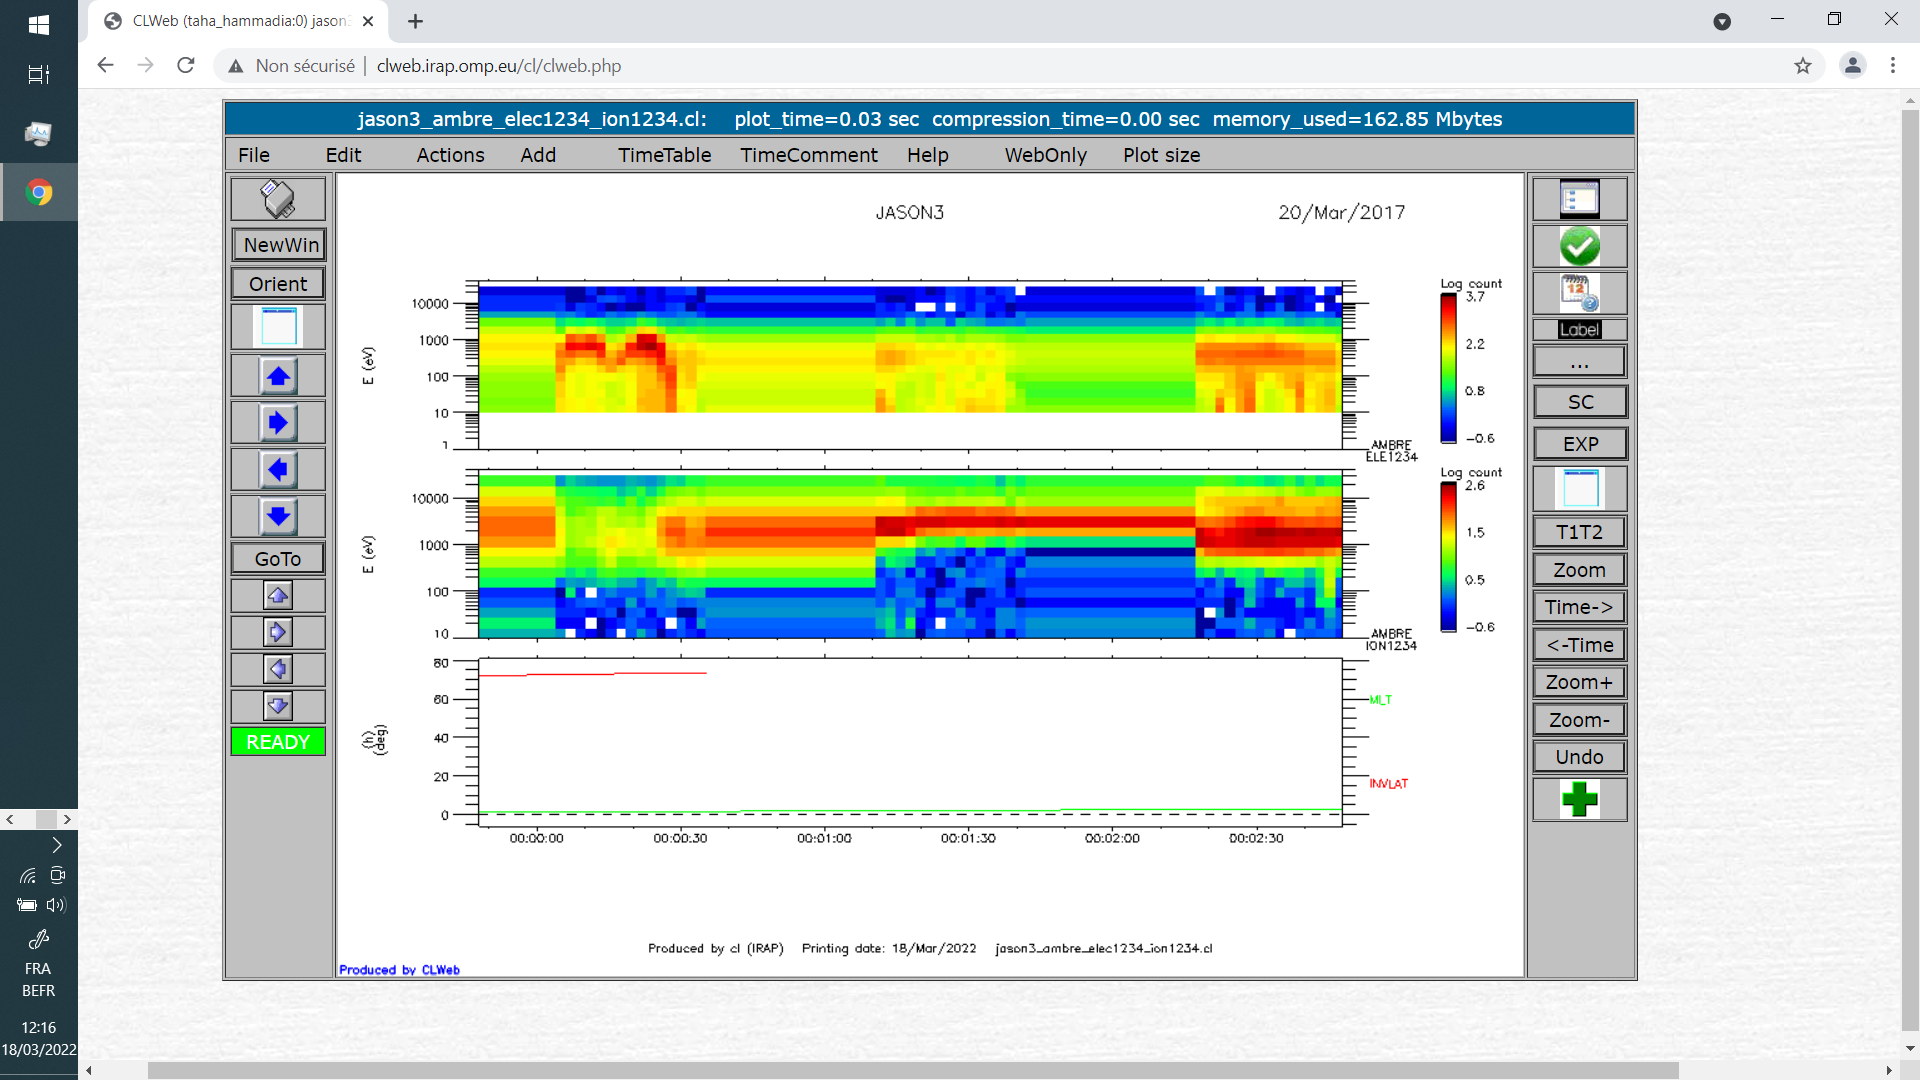 CLWeb (taha_hammadia:0) jason3
Non sécurisé | clweb.irap.omp.eu/cl/clweb.php
jason3_ambre_elec1234_ion1234.cl: plot_time=0.03 sec compression_time=0.00 sec memory_used=162.85 Mbytes
File Edit Actions Add TimeTable TimeComment Help WebOnly Plot size
NewWin
Orient
GoTo
READY
JASON3
20/Mar/2017
10000
1000
100
10
1
E (eV)
Log count
3.7
2.2
0.8
-0.6
AMBRE
ELE1234
10000
1000
100
10
E (eV)
Log count
2.6
1.5
0.5
-0.6
AMBRE
ION1234
80
60
40
20
0
(h)
(deg)
MLT
INVLAT
00:00:00 00:00:30 00:01:00 00:01:30 00:02:00 00:02:30
Produced by cl (IRAP) Printing date: 18/Mar/2022 jason3_ambre_elec1234_ion1234.cl
Produced by CLWeb
12
Label
...
SC
EXP
T1T2
Zoom
Time->
<-Time
Zoom+
Zoom-
Undo
FRA
BEFR
12:16
18/03/2022